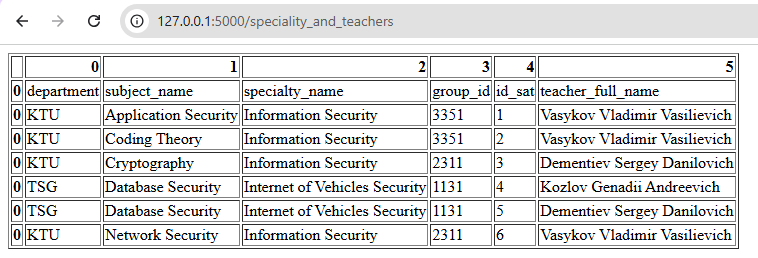 127.0.0.1:5000/speciality_and_teachers
0 1 2 3 4 5
0 department subject_name specialty_name group_id id_sat teacher_full_name
0 KTU Application Security Information Security 3351 1 Vasykov Vladimir Vasilievich
0 KTU Coding Theory Information Security 3351 2 Vasykov Vladimir Vasilievich
0 KTU Cryptography Information Security 2311 3 Dementiev Sergey Danilovich
0 TSG Database Security Internet of Vehicles Security 1131 4 Kozlov Genadii Andreevich
0 TSG Database Security Internet of Vehicles Security 1131 5 Dementiev Sergey Danilovich
0 KTU Network Security Information Security 2311 6 Vasykov Vladimir Vasilievich